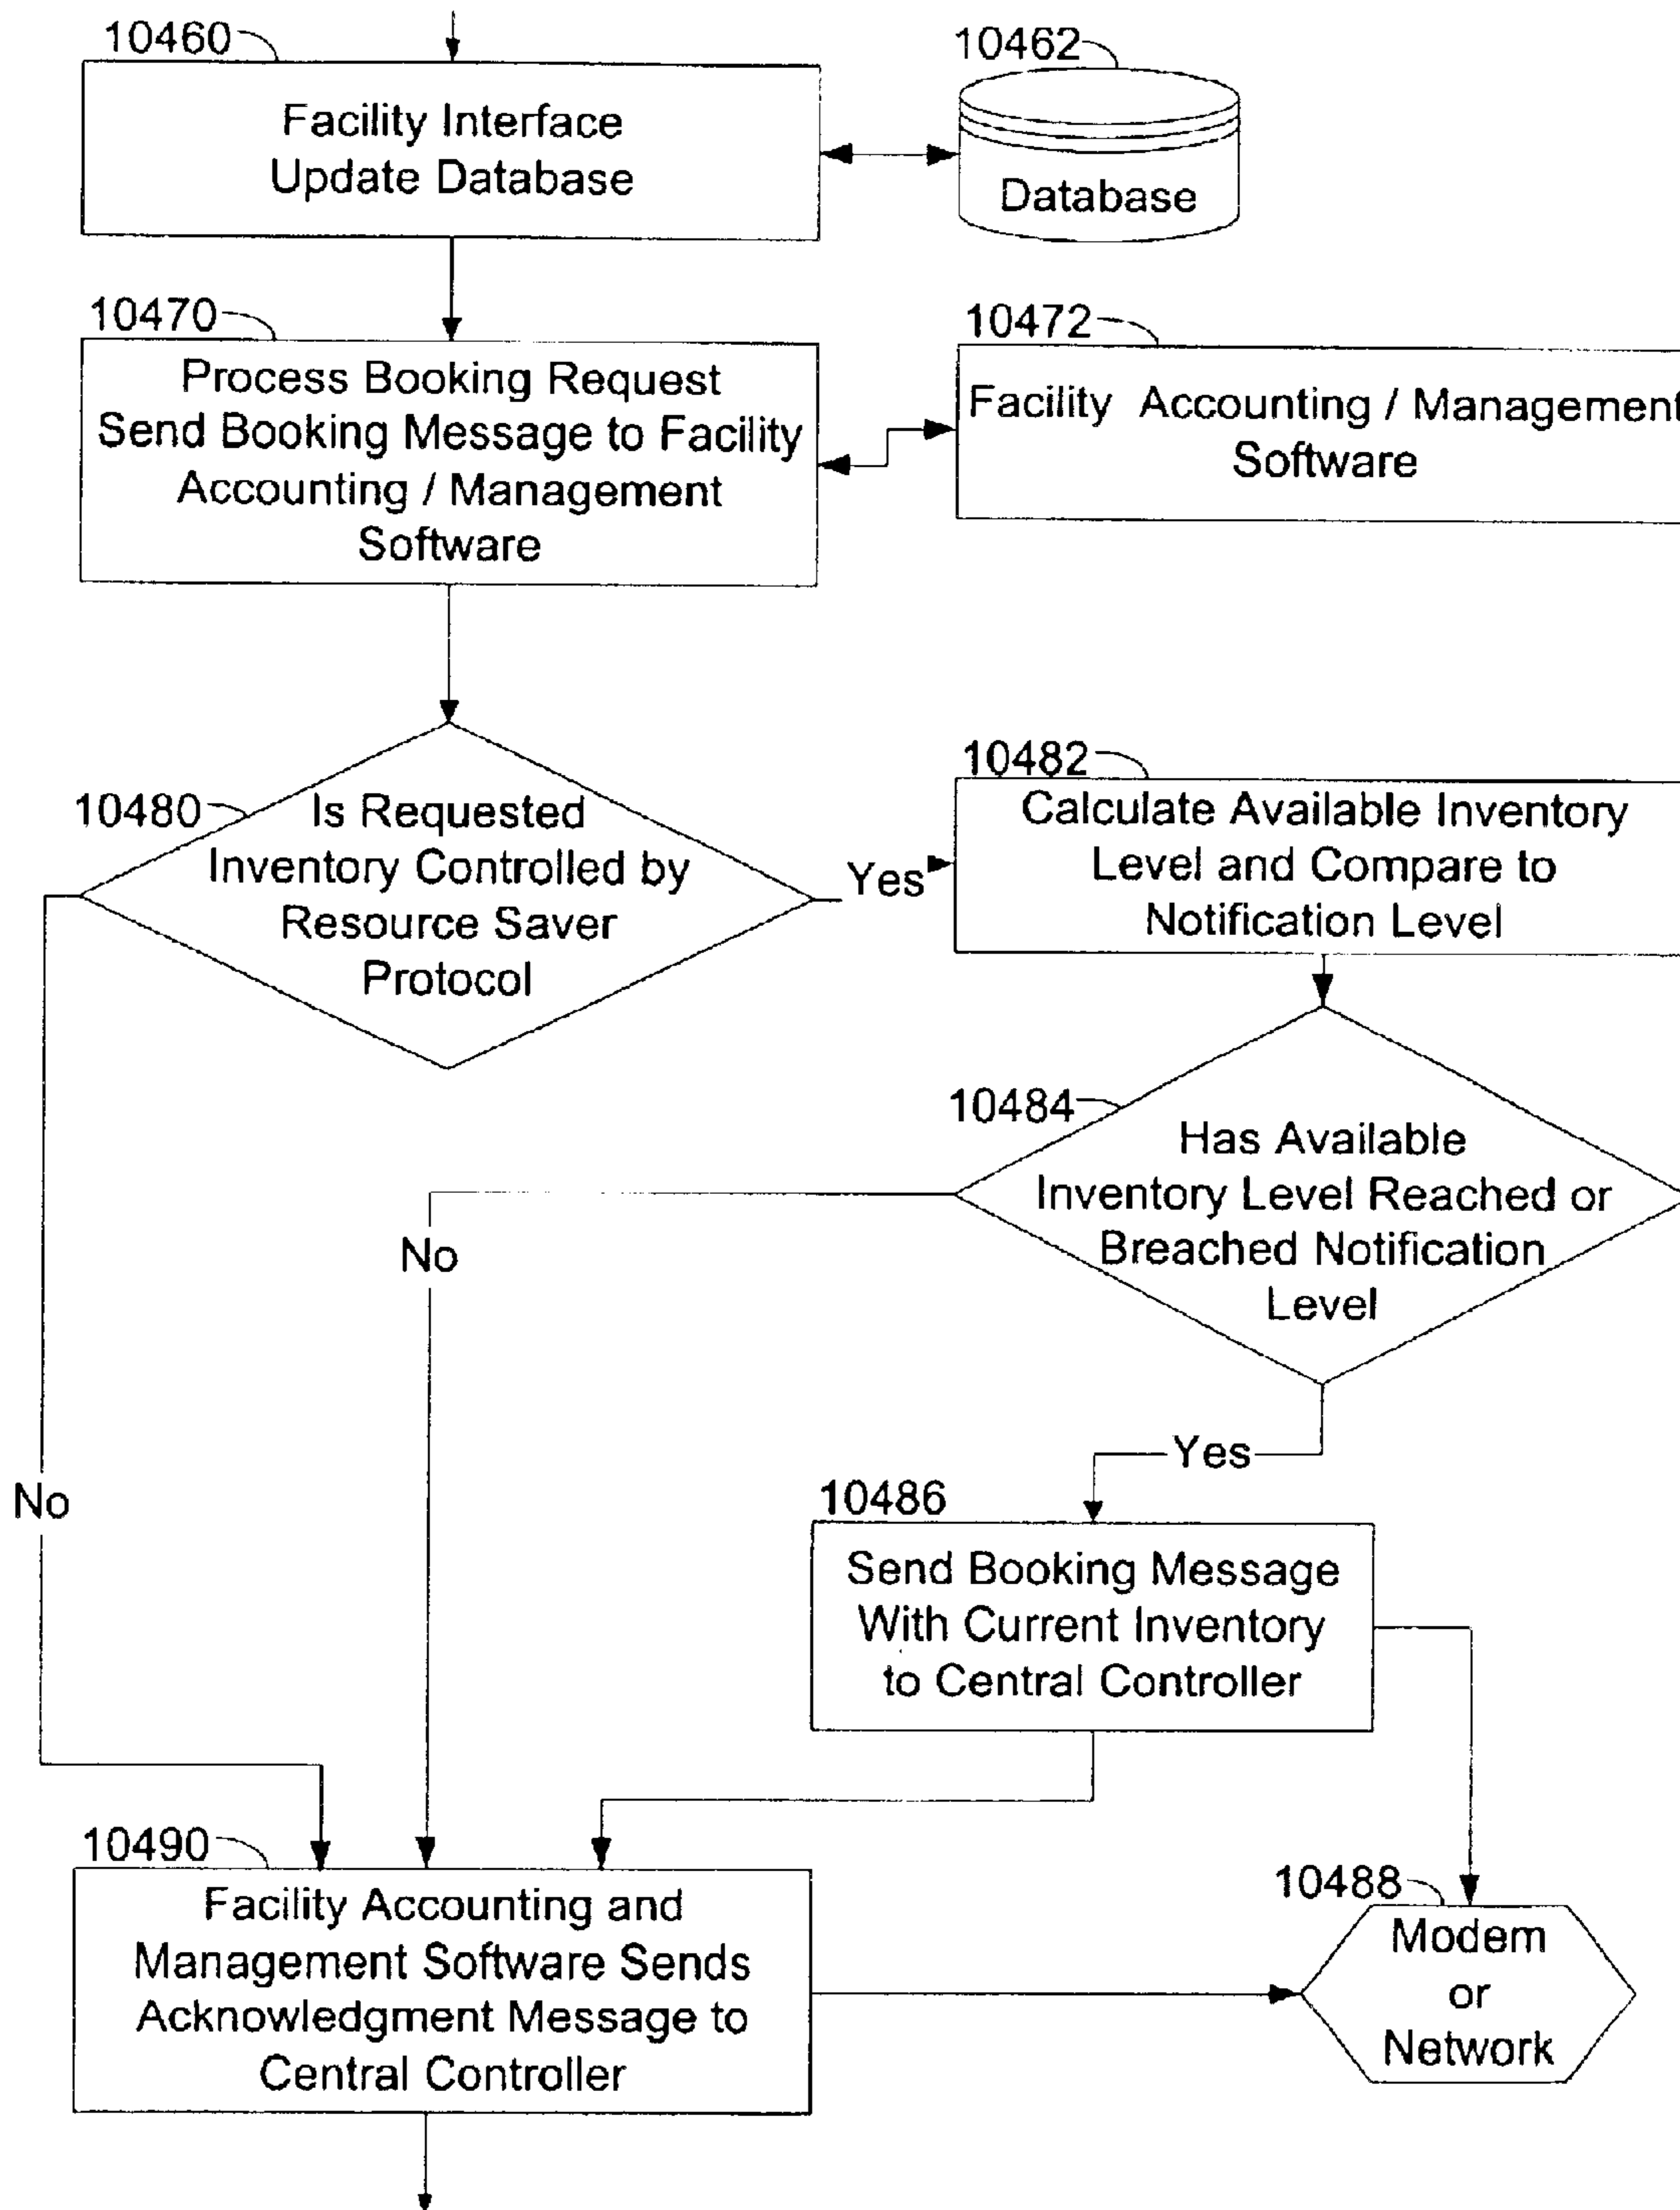 10460
Facility Interface
Update Database
10462
Database
10470
Process Booking Request
Send Booking Message to Facility
Accounting / Management
Software
10472
Facility Accounting / Management
Software
10480
Is Requested
Inventory Controlled by
Resource Saver
Protocol
Yes
10482
Calculate Available Inventory
Level and Compare to
Notification Level
10484
Has Available
Inventory Level Reached or
Breached Notification
Level
No
No
Yes
10486
Send Booking Message
With Current Inventory
to Central Controller
10490
Facility Accounting and
Management Software Sends
Acknowledgment Message to
Central Controller
10488
Modem
or
Network